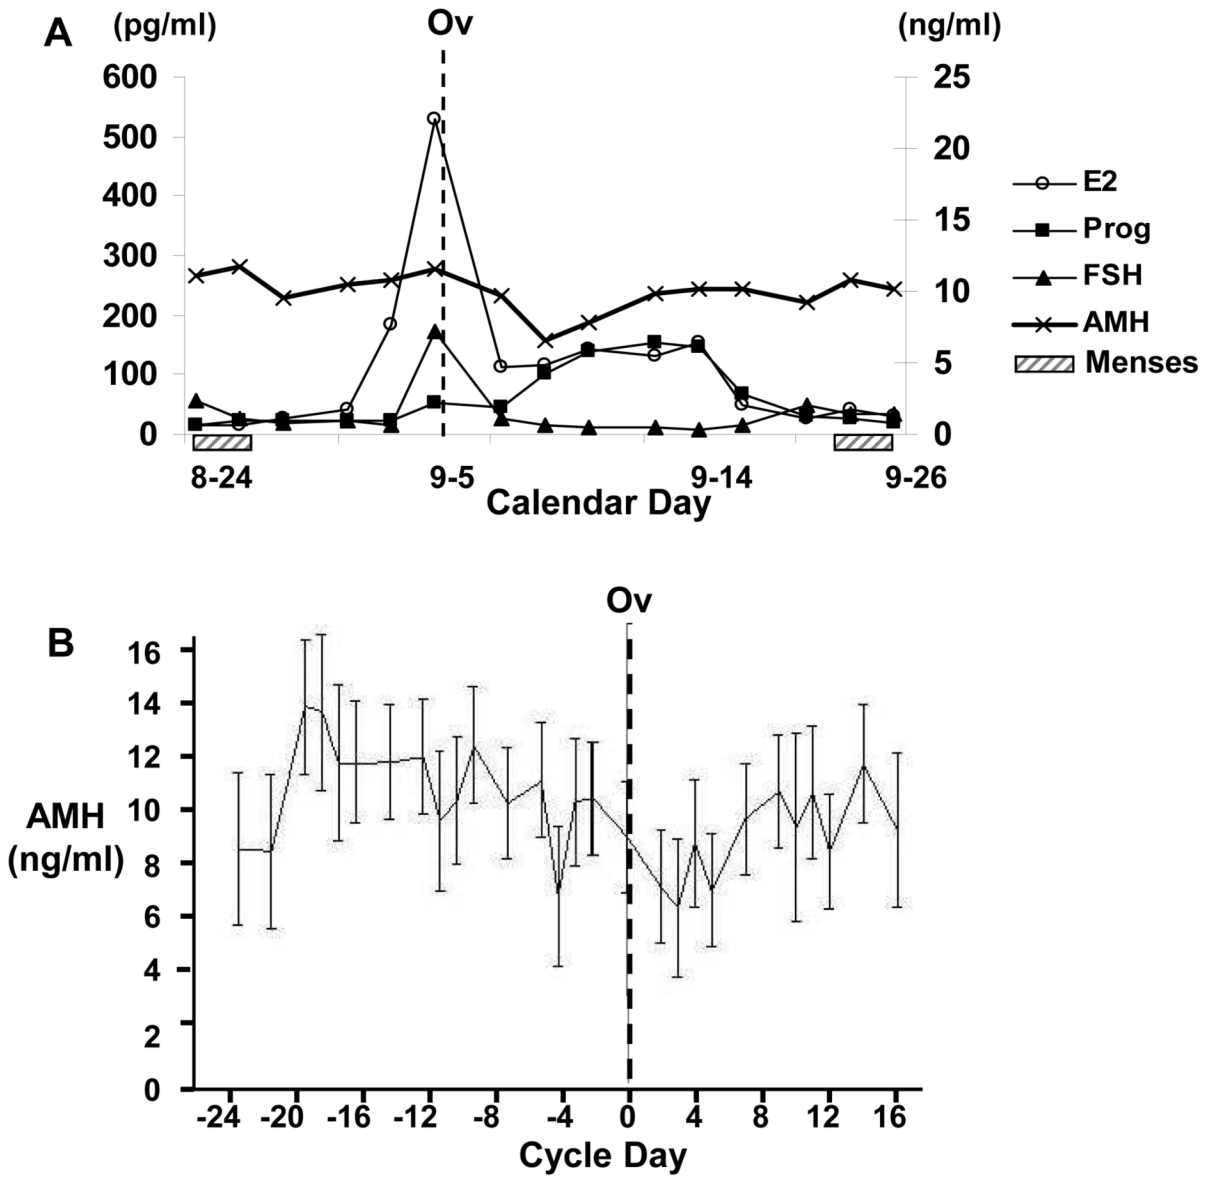 A (pg/ml) Ov (ng/ml)
600 25
500 20
400 15
300 10
200 5
100 0
0
E2
Prog
FSH
AMH
Menses
8-24 9-5 9-14 9-26
Calendar Day
Ov
B
16
14
12
10
8
6
4
2
0
AMH
(ng/ml)
-24 -20 -16 -12 -8 -4 0 4 8 12 16
Cycle Day